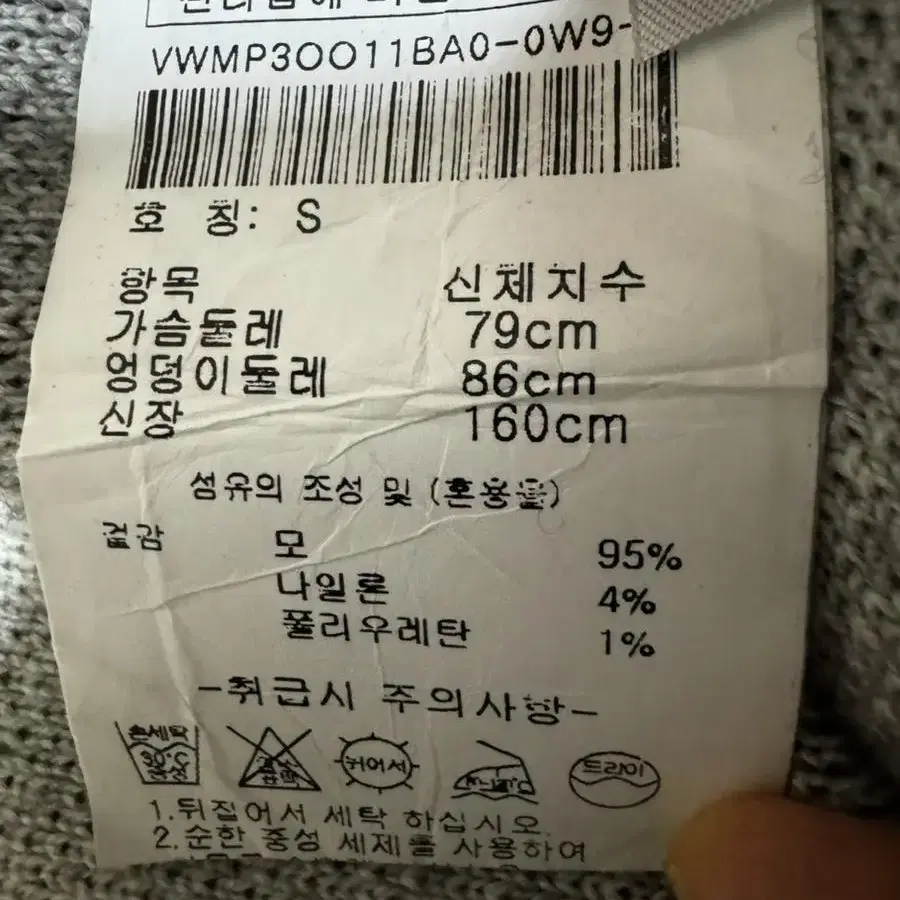 VWMP3OO11BA0-0W9-
호 칭: S
항목 신체치수
가슴둘레 79cm
엉덩이둘레 86cm
신장 160cm
섬유의 조성 및 (혼용율)
겉감 모 95%
나일론 4%
폴리우레탄 1%
-취급시 주의사항-
손세탁 중성 뉘어서 드라이
1.뒤집어서 세탁 하십시오.
2.순한 중성 세제를 사용하여